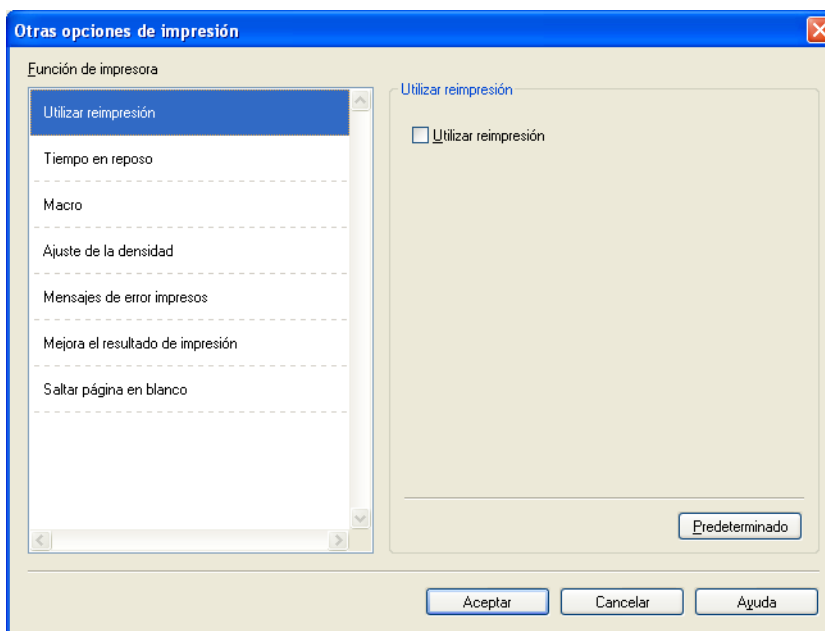 Otras opciones de impresión
Función de impresora
Utilizar reimpresión
Tiempo en reposo
Macro
Ajuste de la densidad
Mensajes de error impresos
Mejora el resultado de impresión
Saltar página en blanco
Utilizar reimpresión
Utilizar reimpresión
Predeterminado
Aceptar
Cancelar
Ayuda